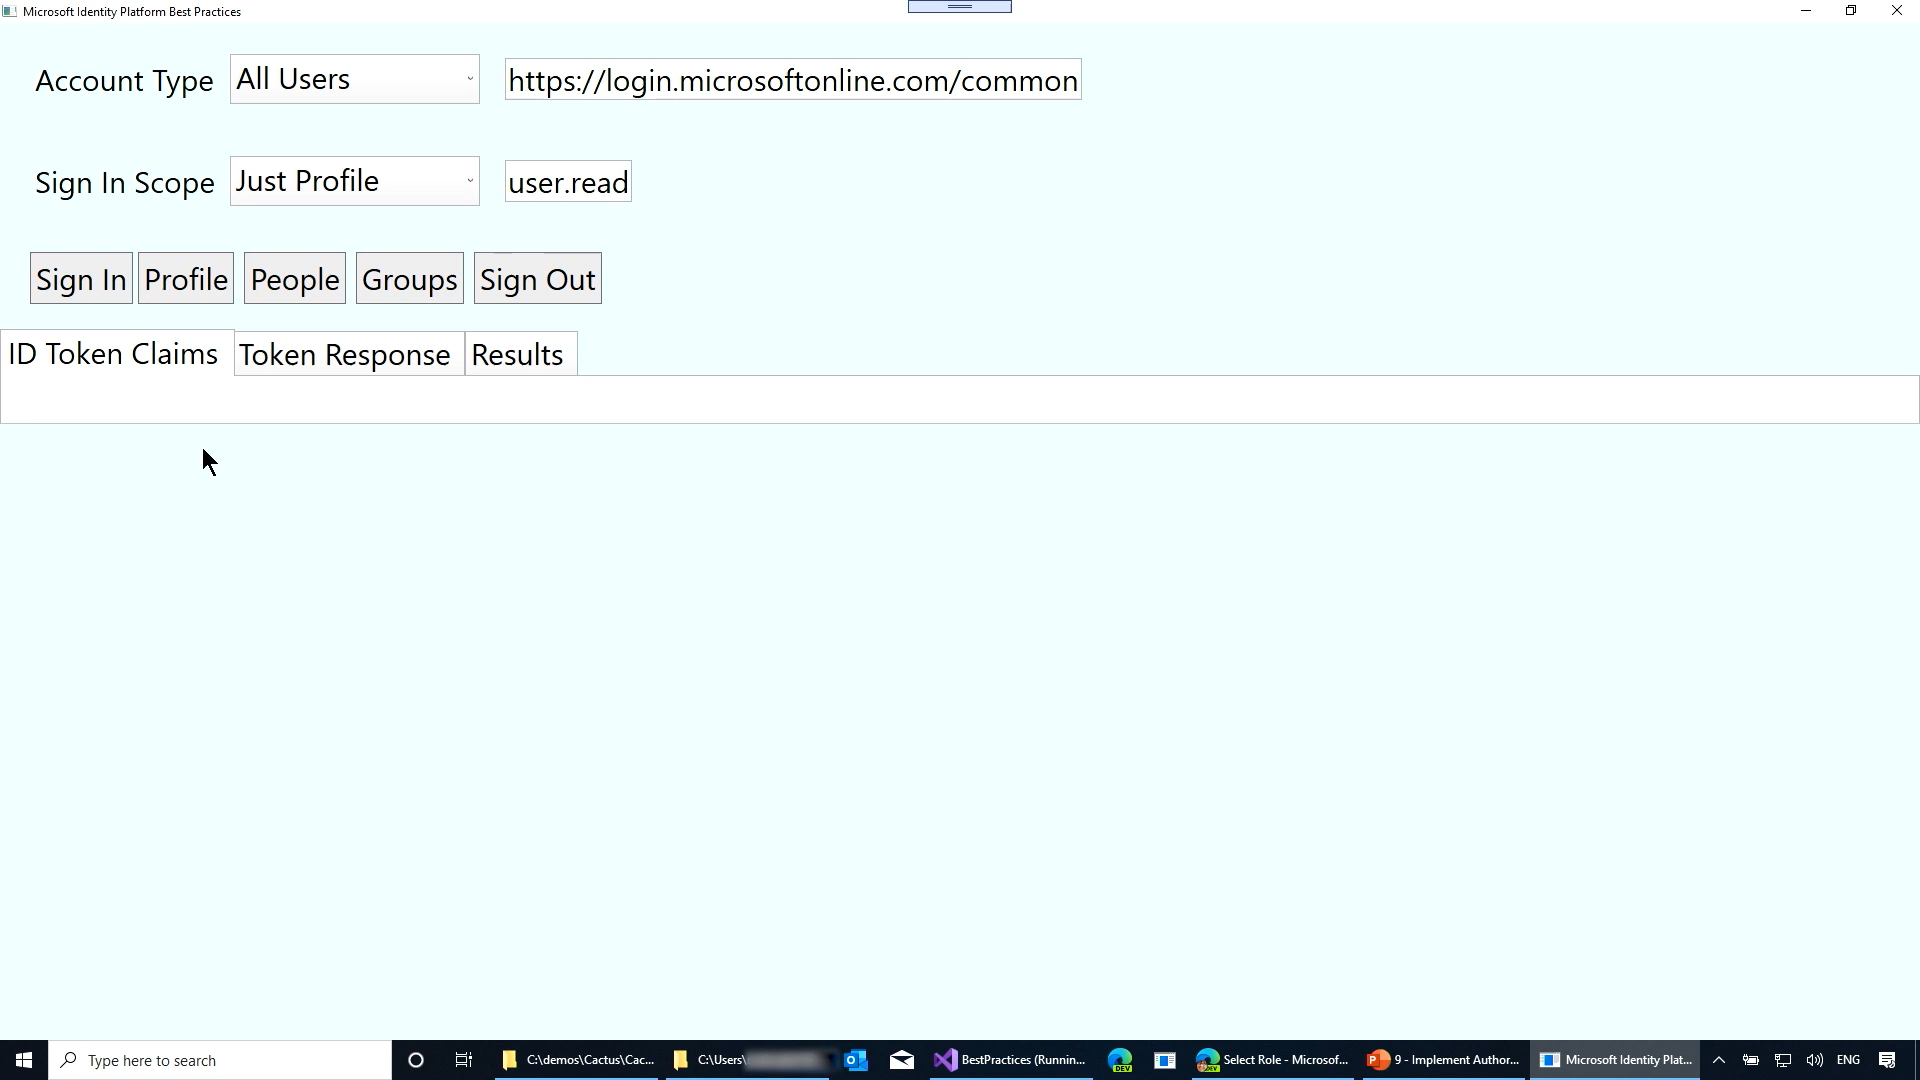 Microsoft Identity Platform Best Practices
Account Type All Users https://login.microsoftonline.com/common
Sign In Scope Just Profile user.read
Sign In Profile People Groups Sign Out
ID Token Claims Token Response Results
Type here to search C:\demos\Cactus\Cac... C:\Users\ BestPractices (Runnin... DEV Select Role - Microsof... 9 - Implement Author... Microsoft Identity Plat... ENG